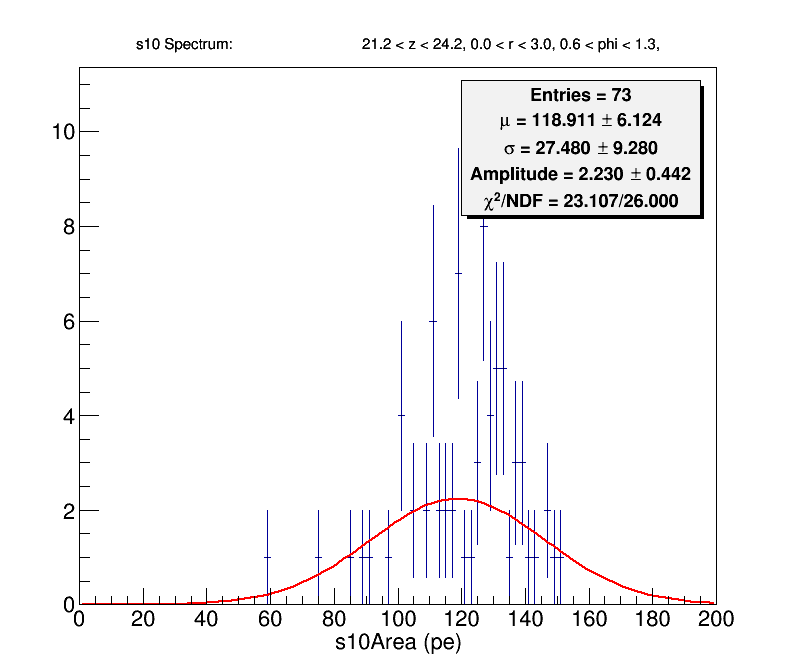 s10 Spectrum: 21.2 < z < 24.2, 0.0 < r < 3.0, 0.6 < phi < 1.3,
Entries = 73
μ = 118.911 ± 6.124
σ = 27.480 ± 9.280
Amplitude = 2.230 ± 0.442
χ²/NDF = 23.107/26.000
10
8
6
4
2
0
0 20 40 60 80 100 120 140 160 180 200
s10Area (pe)